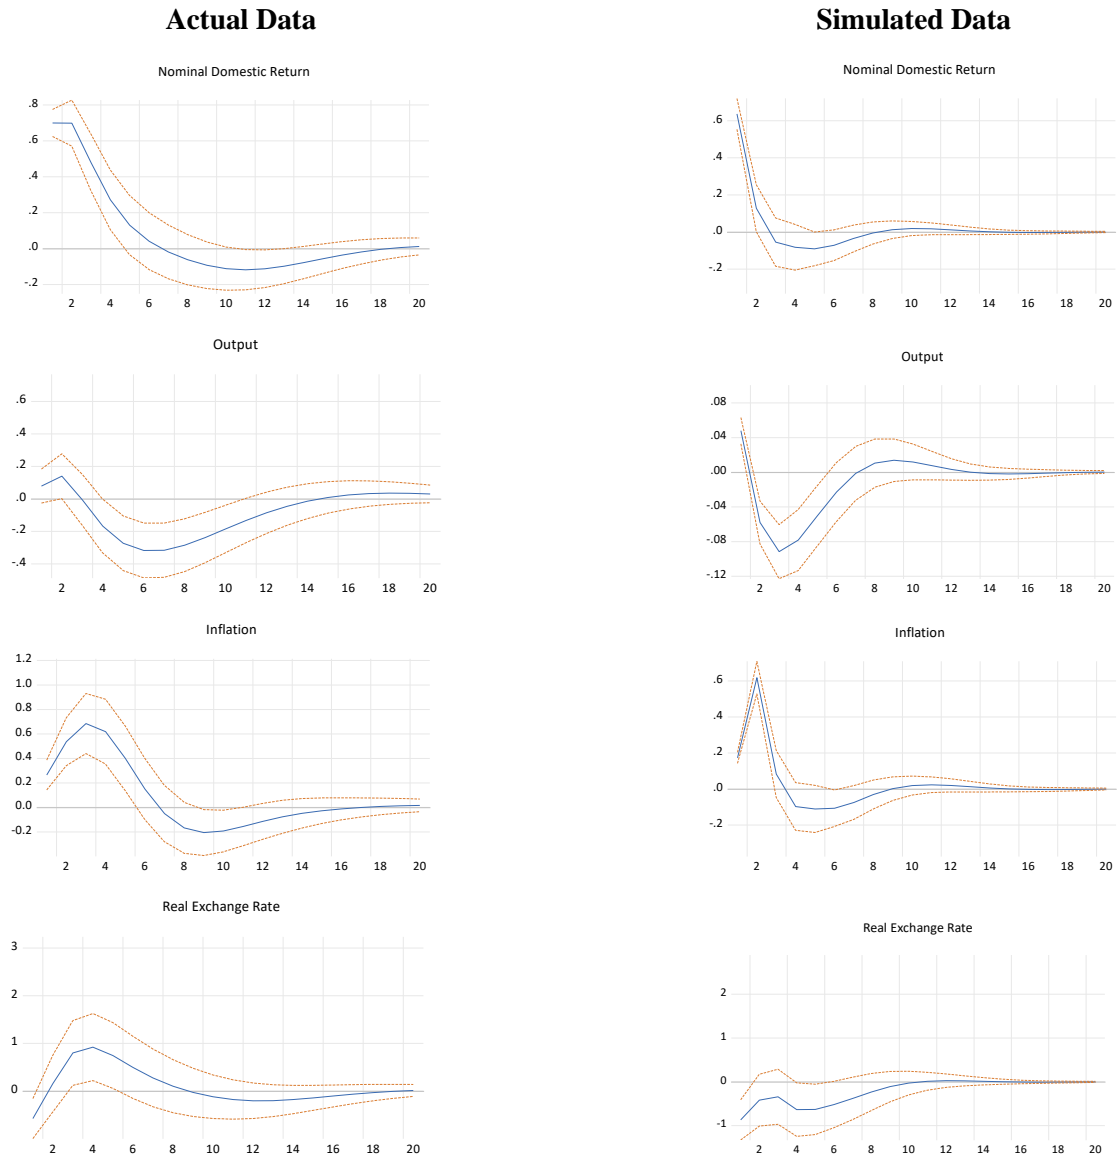 Actual Data
Simulated Data
Nominal Domestic Return
.8
.6
.4
.2
.0
-.2
2 4 6 8 10 12 14 16 18 20
Output
.6
.4
.2
.0
-.2
-.4
2 4 6 8 10 12 14 16 18 20
Inflation
1.2
1.0
0.8
0.6
0.4
0.2
0.0
-0.2
2 4 6 8 10 12 14 16 18 20
Real Exchange Rate
3
2
1
0
2 4 6 8 10 12 14 16 18 20
Nominal Domestic Return
.6
.4
.2
.0
-.2
2 4 6 8 10 12 14 16 18 20
Output
.08
.04
.00
-.04
-.08
-.12
2 4 6 8 10 12 14 16 18 20
Inflation
.6
.4
.2
.0
-.2
2 4 6 8 10 12 14 16 18 20
Real Exchange Rate
2
1
0
-1
2 4 6 8 10 12 14 16 18 20